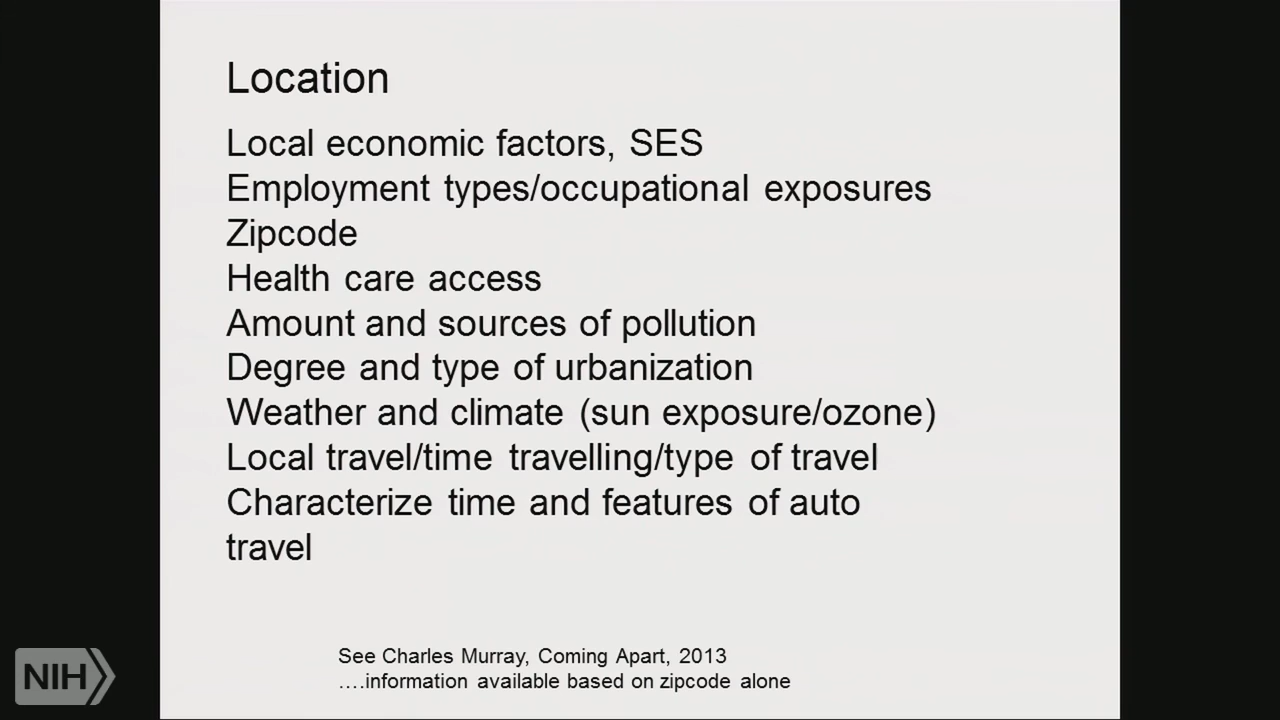 Location
Local economic factors, SES
Employment types/occupational exposures
Zipcode
Health care access
Amount and sources of pollution
Degree and type of urbanization
Weather and climate (sun exposure/ozone)
Local travel/time travelling/type of travel
Characterize time and features of auto
travel
See Charles Murray, Coming Apart, 2013
….information available based on zipcode alone
NIH